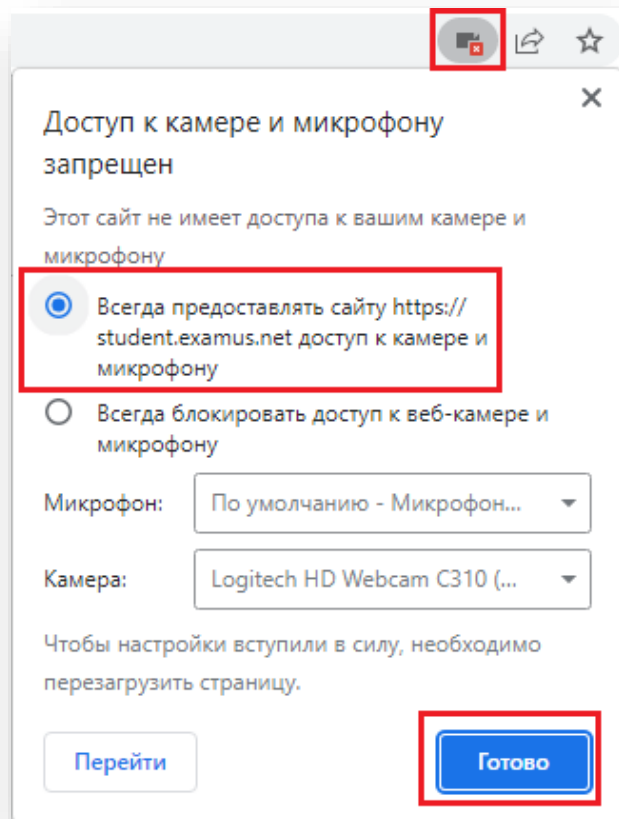 Доступ к камере и микрофону
запрещен
Этот сайт не имеет доступа к вашим камере и
микрофону
Всегда предоставлять сайту https://
student.examus.net доступ к камере и
микрофону
Всегда блокировать доступ к веб-камере и
микрофону
Микрофон: По умолчанию - Микрофон...
Камера: Logitech HD Webcam C310 (...
Чтобы настройки вступили в силу, необходимо
перезагрузить страницу.
Перейти Готово